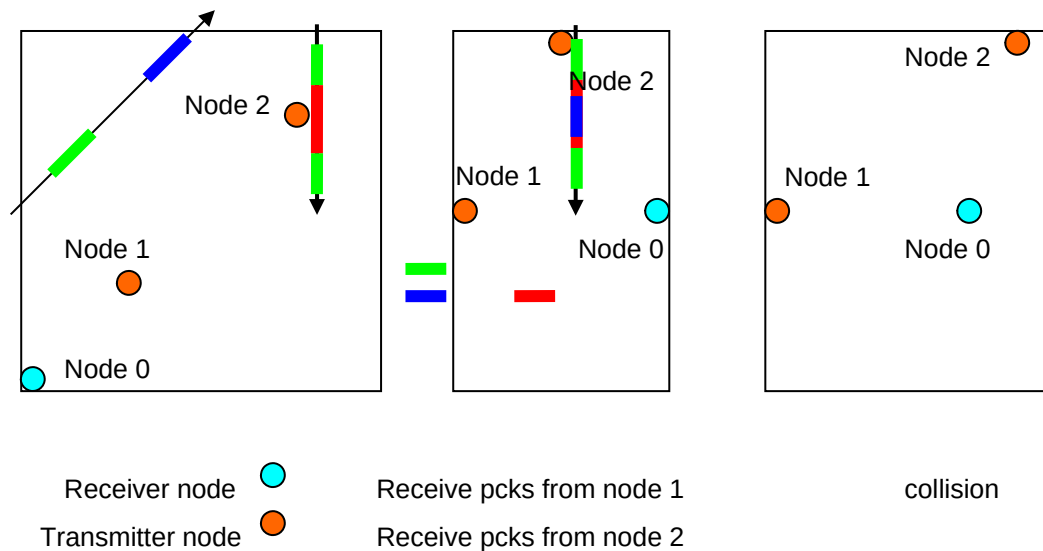 Node 2
Node 1
Node 0
Node 2
Node 1
Node 0
Node 2
Node 1
Node 0
Receiver node
Receive pcks from node 1
collision
Transmitter node
Receive pcks from node 2